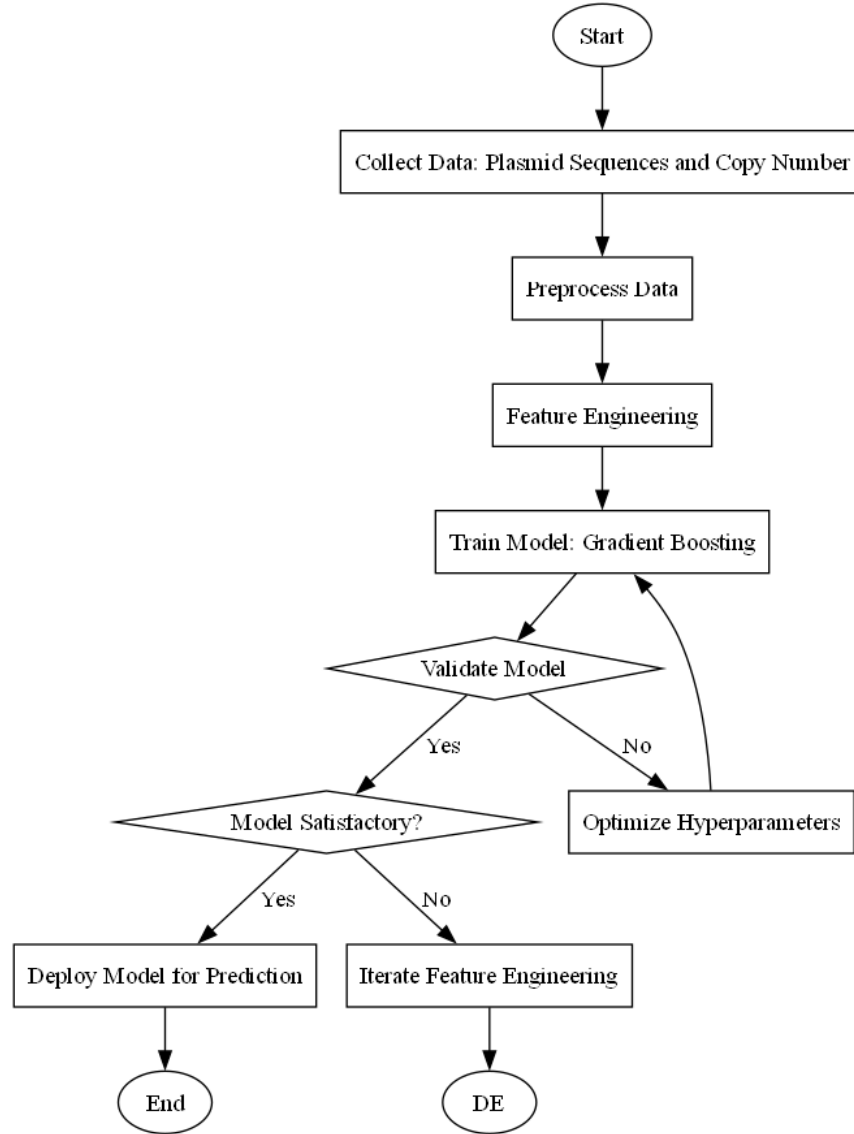 Start
Collect Data: Plasmid Sequences and Copy Number
Preprocess Data
Feature Engineering
Train Model: Gradient Boosting
Validate Model
Yes
No
Model Satisfactory?
Optimize Hyperparameters
Yes
No
Deploy Model for Prediction
Iterate Feature Engineering
End
DE